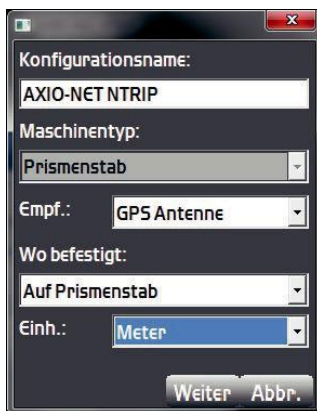 Konfigurationsname:
AXIO-NET NTRIP
Maschinentyp:
Prismenstab
Empf.: GPS Antenne
Wo befestigt:
Auf Prismenstab
Einh.: Meter
Weiter Abbr.